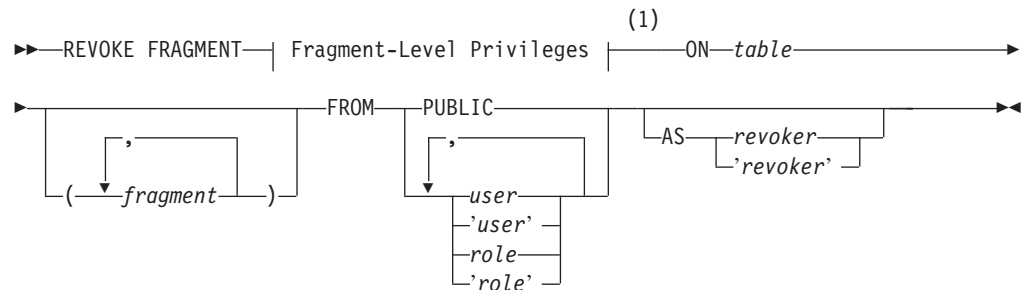 (1)
REVOKE FRAGMENT Fragment-Level Privileges ON table
FROM PUBLIC
, , AS revoker
'revoker'
( fragment ) user
'user'
role
'role'